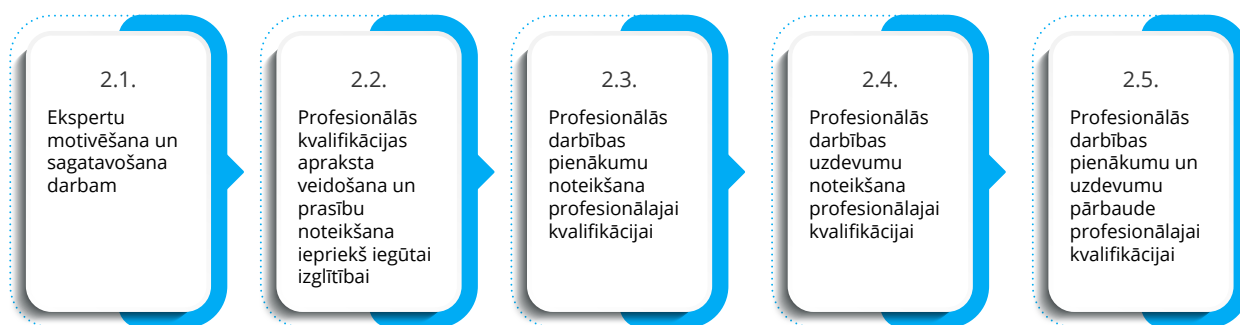 2.1.
Ekspertu
motivēšana un
sagatavošana
darbam
2.2.
Profesionālās
kvalifikācijas
apraksta
veidošana un
prasību
noteikšana
iepriekš iegūtai
izglītībai
2.3.
Profesionālās
darbības
pienākumu
noteikšana
profesionālajai
kvalifikācijai
2.4.
Profesionālās
darbības
uzdevumu
noteikšana
profesionālajai
kvalifikācijai
2.5.
Profesionālās
darbības
pienākumu un
uzdevumu
pārbaude
profesionālajai
kvalifikācijai